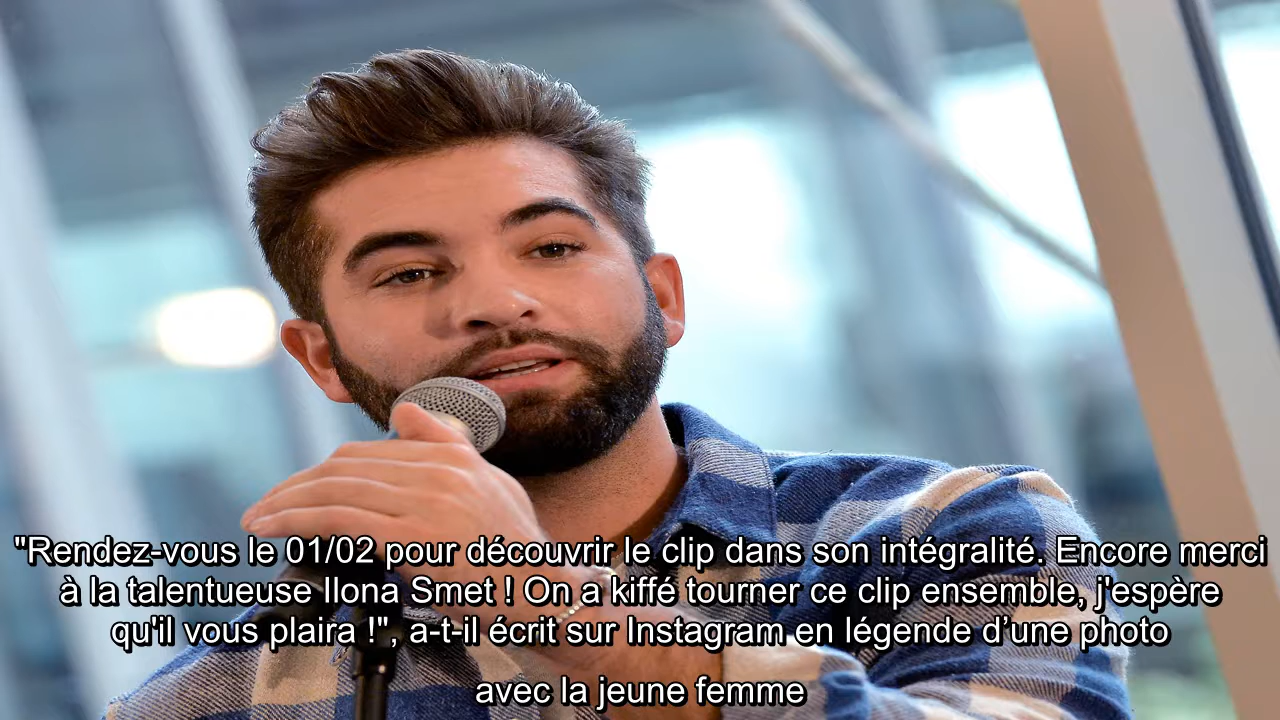 "Rendez-vous le 01/02 pour découvrir le clip dans son intégralité. Encore merci
à la talentueuse Ilona Smet ! On a kiffé tourner ce clip ensemble, j'espère
qu'il vous plaira !", a-t-il écrit sur Instagram en légende d’une photo
avec la jeune femme